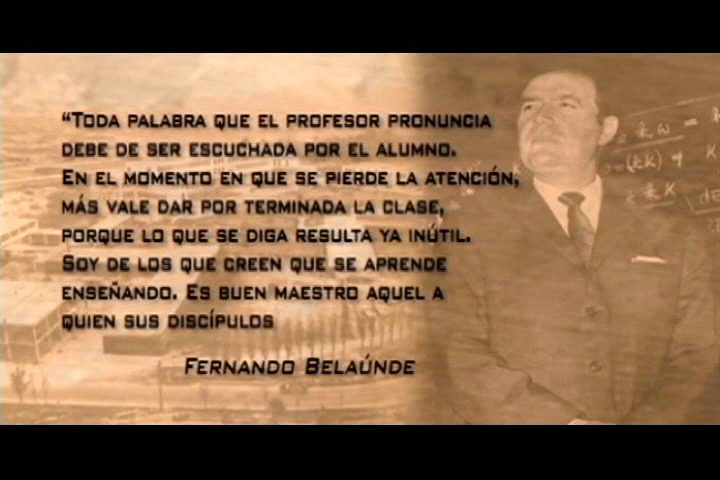 “TODA PALABRA QUE EL PROFESOR PRONUNCIA
DEBE DE SER ESCUCHADA POR EL ALUMNO.
EN EL MOMENTO EN QUE SE PIERDE LA ATENCIÓN,
MÁS VALE DAR POR TERMINADA LA CLASE,
PORQUE LO QUE SE DIGA RESULTA YA INÚTIL.
SOY DE LOS QUE CREEN QUE SE APRENDE
ENSEÑANDO. ES BUEN MAESTRO AQUEL A
QUIEN SUS DISCÍPULOS
FERNANDO BELAÚNDE